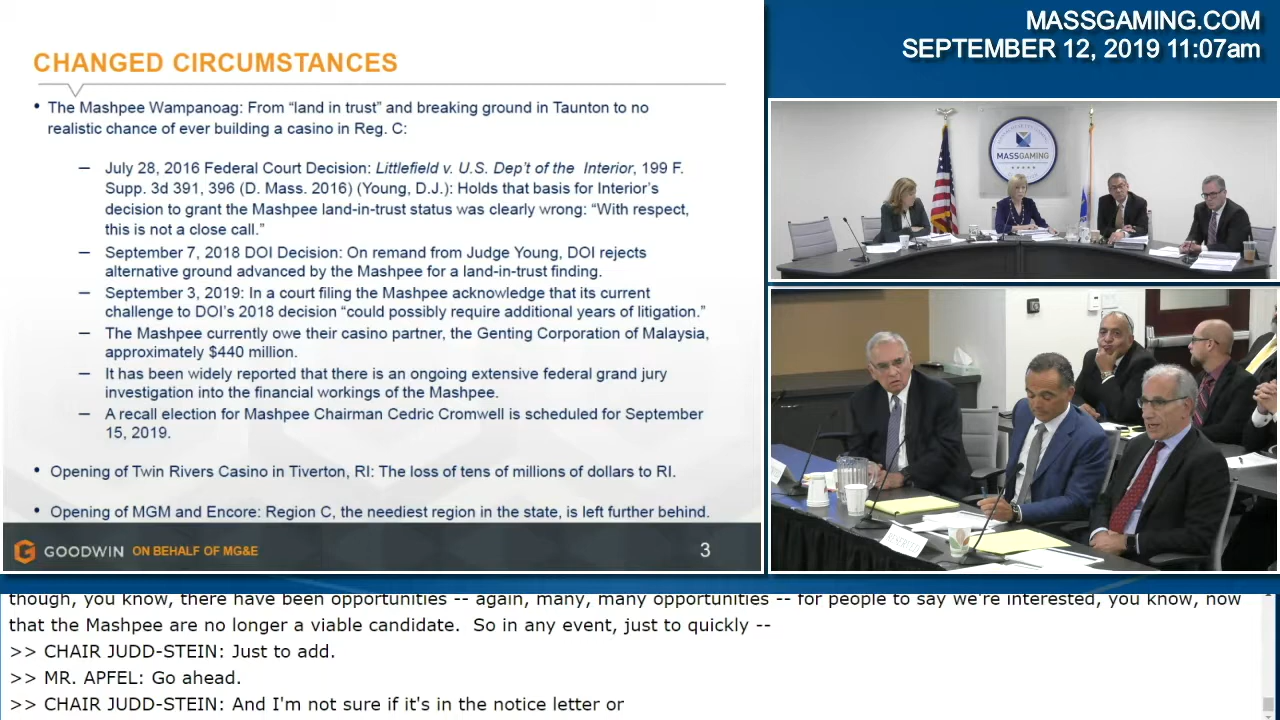 MASSGAMING.COM
SEPTEMBER 12, 2019 11:07am
CHANGED CIRCUMSTANCES
• The Mashpee Wampanoag: From “land in trust” and breaking ground in Taunton to no
realistic chance of ever building a casino in Reg. C:
– July 28, 2016 Federal Court Decision: Littlefield v. U.S. Dep’t of the Interior, 199 F.
Supp. 3d 391, 396 (D. Mass. 2016) (Young, D.J.): Holds that basis for Interior’s
decision to grant the Mashpee land-in-trust status was clearly wrong: “With respect,
this is not a close call.”
– September 7, 2018 DOI Decision: On remand from Judge Young, DOI rejects
alternative ground advanced by the Mashpee for a land-in-trust finding.
– September 3, 2019: In a court filing the Mashpee acknowledge that its current
challenge to DOI’s 2018 decision “could possibly require additional years of litigation.”
– The Mashpee currently owe their casino partner, the Genting Corporation of Malaysia,
approximately $440 million.
– It has been widely reported that there is an ongoing extensive federal grand jury
investigation into the financial workings of the Mashpee.
– A recall election for Mashpee Chairman Cedric Cromwell is scheduled for September
15, 2019.
• Opening of Twin Rivers Casino in Tiverton, RI: The loss of tens of millions of dollars to RI.
• Opening of MGM and Encore: Region C, the neediest region in the state, is left further behind.
GOODWIN ON BEHALF OF MG&E
3
MASSGAMING
RESERVED
though, you know, there have been opportunities -- again, many, many opportunities -- for people to say we're interested, you know, now
that the Mashpee are no longer a viable candidate. So in any event, just to quickly --
>> CHAIR JUDD-STEIN: Just to add.
>> MR. APFEL: Go ahead.
>> CHAIR JUDD-STEIN: And I'm not sure if it's in the notice letter or